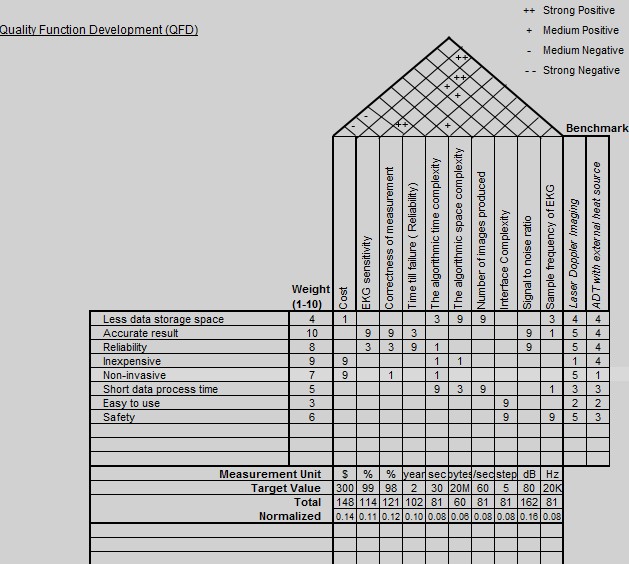 ++ Strong Positive
Quality Function Development (QFD)
+ Medium Positive
- Medium Negative
-- Strong Negative
++
++
+
+
-
- ++ +
Benchmark
Weight
(1-10)
Cost
EKG sensitivity
Correctness of measurement
Time till failure ( Reliability)
The algorithmic time complexity
The algorithmic space complexity
Number of images produced
Interface Complexity
Signal to noise ratio
Sample frequency of EKG
Laser Doppler Imaging
ADT with external heat source
Less data storage space 4 1 3 9 9 3 4 4
Accurate result 10 9 9 3 9 1 5 4
Reliability 8 3 3 9 1 9 5 4
Inexpensive 9 9 1 1 1 4
Non-invasive 7 9 1 1 5 1
Short data process time 5 9 3 9 1 3 3
Easy to use 3 9 2 2
Safety 6 9 9 5 3
Measurement Unit $ % % year sec bytes/sec step dB Hz
Target Value 300 99 98 2 30 20M 60 5 80 20K
Total 148 114 121 102 81 60 81 81 162 81
Normalized 0.14 0.11 0.12 0.10 0.08 0.06 0.08 0.08 0.16 0.08